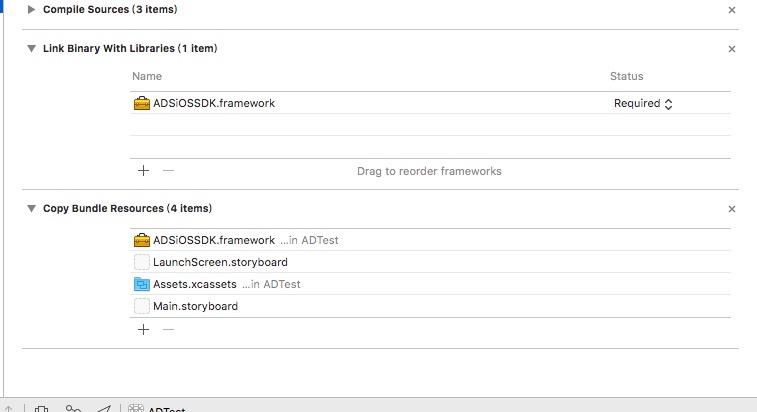 Compile Sources (3 items)
Link Binary With Libraries (1 item)
Name Status
ADSiOSSDK.framework Required
Drag to reorder frameworks
Copy Bundle Resources (4 items)
ADSiOSSDK.framework ...in ADTest
LaunchScreen.storyboard
Assets.xcassets ...in ADTest
Main.storyboard
ADTest